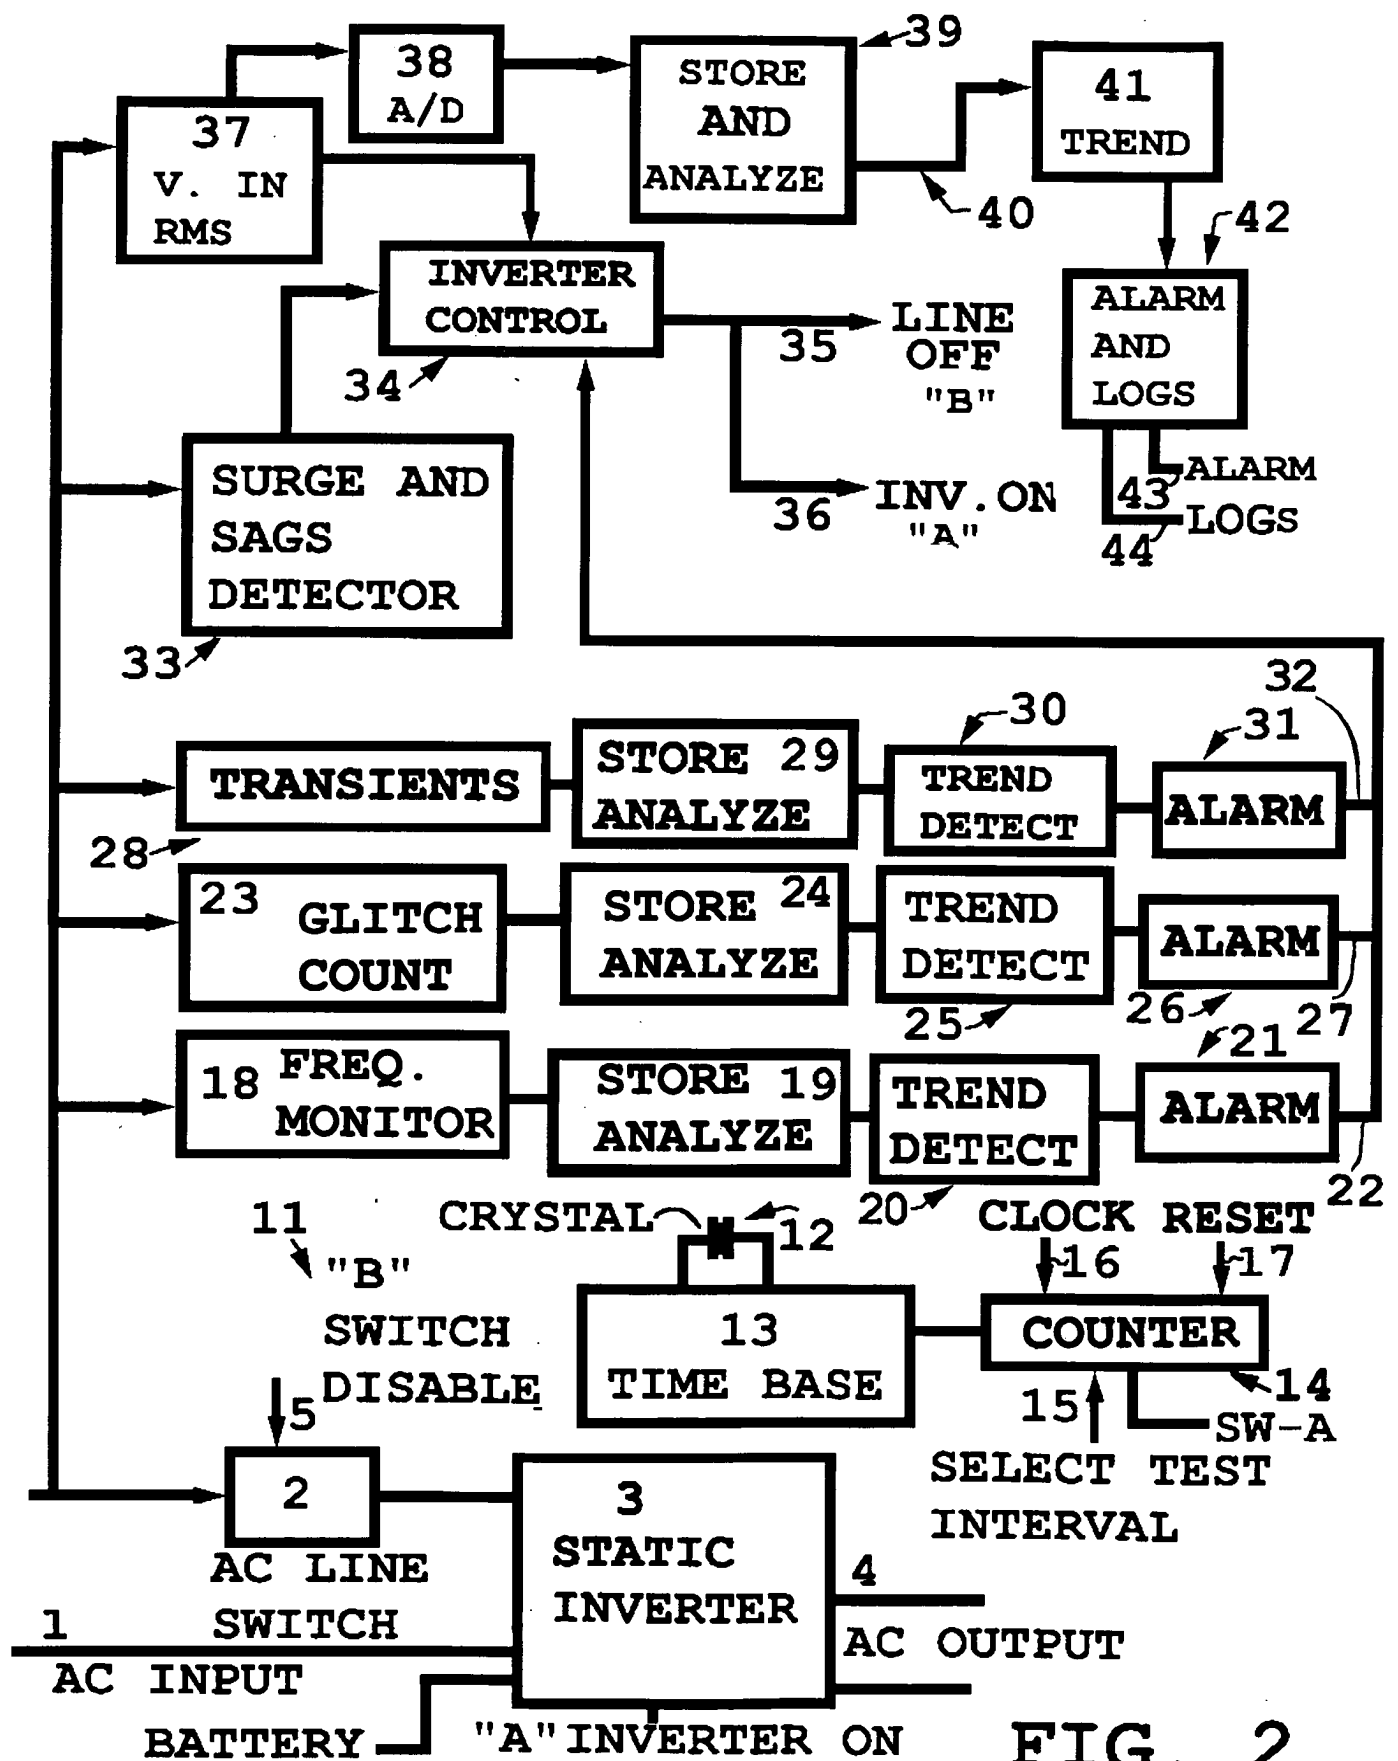 39
38
A/D
STORE
AND
ANALYZE
41
TREND
37
V. IN
RMS
40
42
INVERTER
CONTROL
34
35
LINE
OFF
"B"
ALARM
AND
LOGS
SURGE AND
SAGS
DETECTOR
33
36
INV.ON
"A"
43
ALARM
44
LOGS
32
30
31
TRANSIENTS
28
STORE 29
ANALYZE
TREND
DETECT
ALARM
23
GLITCH
COUNT
STORE 24
ANALYZE
TREND
DETECT
25
ALARM
26
27
21
18
FREQ.
MONITOR
STORE 19
ANALYZE
TREND
DETECT
20
ALARM
22
11
"B"
SWITCH
DISABLE
5
CRYSTAL
12
CLOCK RESET
16
17
13
TIME BASE
COUNTER
14
15
SW-A
SELECT TEST
INTERVAL
2
AC LINE
SWITCH
3
STATIC
INVERTER
4
AC OUTPUT
1
AC INPUT
BATTERY
"A" INVERTER ON
FIG. 2